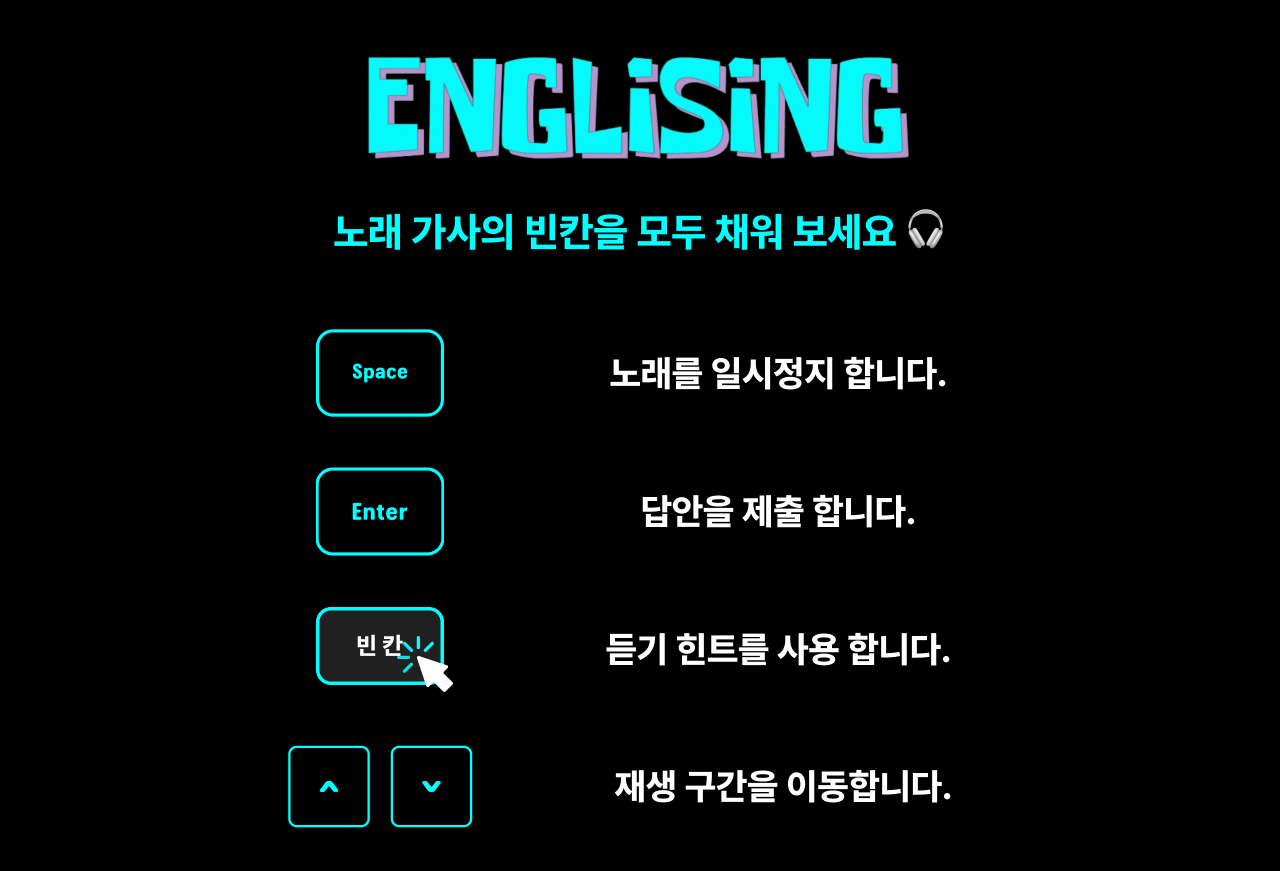 ENGLiSiNG
노래 가사의 빈칸을 모두 채워 보세요 🎧
Space
노래를 일시정지 합니다.
Enter
답안을 제출 합니다.
빈 칸
듣기 힌트를 사용 합니다.
재생 구간을 이동합니다.